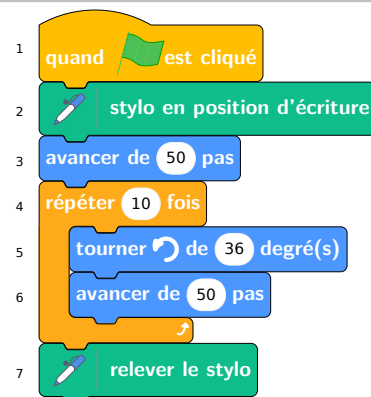 1 quand est cliqué
2 stylo en position d'écriture
3 avancer de 50 pas
4 répéter 10 fois
5 tourner de 36 degré(s)
6 avancer de 50 pas
7 relever le stylo